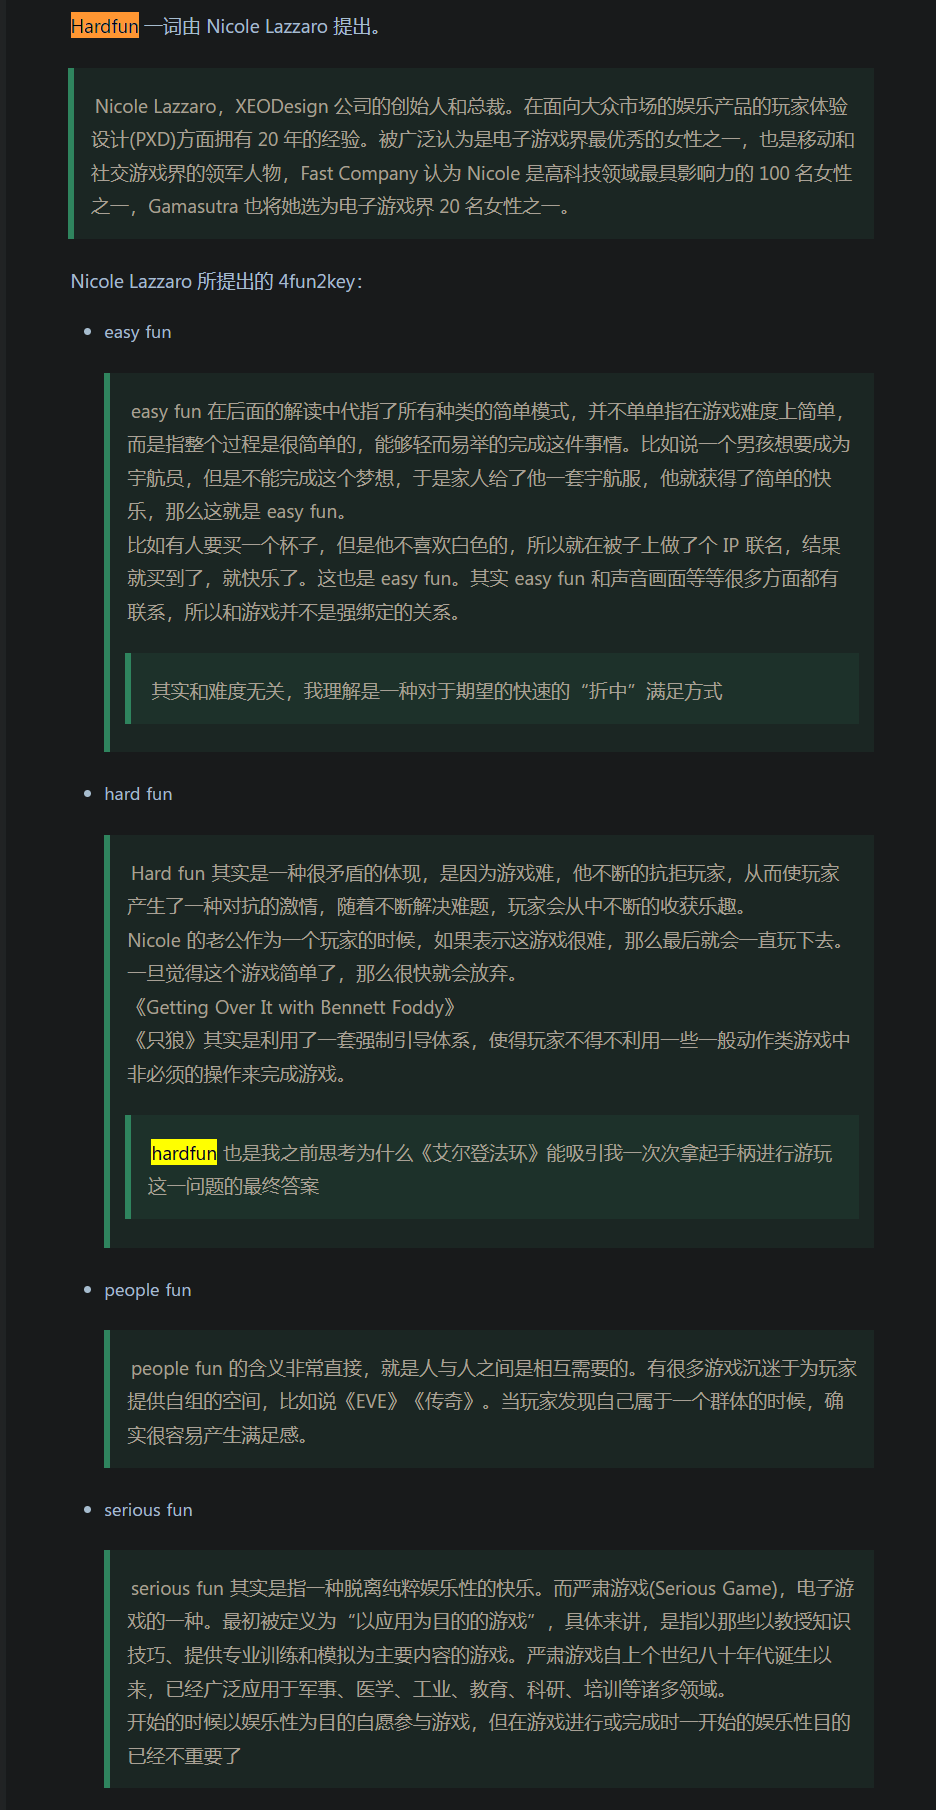 Hardfun 一词由 Nicole Lazzaro 提出。
Nicole Lazzaro，XEODesign 公司的创始人和总裁。在面向大众市场的娱乐产品的玩家体验
设计(PXD)方面拥有 20 年的经验。被广泛认为是电子游戏界最优秀的女性之一，也是移动和
社交游戏界的领军人物，Fast Company 认为 Nicole 是高科技领域最具影响力的 100 名女性
之一，Gamasutra 也将她选为电子游戏界 20 名女性之一。
Nicole Lazzaro 所提出的 4fun2key：
• easy fun
easy fun 在后面的解读中代指了所有种类的简单模式，并不单单指在游戏难度上简单，
而是指整个过程是很简单的，能够轻而易举的完成这件事情。比如说一个男孩想要成为
宇航员，但是不能完成这个梦想，于是家人给了他一套宇航服，他就获得了简单的快
乐，那么这就是 easy fun。
比如有人要买一个杯子，但是他不喜欢白色的，所以就在被子上做了个 IP 联名，结果
就买到了，就快乐了。这也是 easy fun。其实 easy fun 和声音画面等等很多方面都有
联系，所以和游戏并不是强绑定的关系。
其实和难度无关，我理解是一种对于期望的快速的“折中”满足方式
• hard fun
Hard fun 其实是一种很矛盾的体现，是因为游戏难，他不断的抗拒玩家，从而使玩家
产生了一种对抗的激情，随着不断解决难题，玩家会从中不断的收获乐趣。
Nicole 的老公作为一个玩家的时候，如果表示这游戏很难，那么最后就会一直玩下去。
一旦觉得这个游戏简单了，那么很快就会放弃。
《Getting Over It with Bennett Foddy》
《只狼》其实是利用了一套强制引导体系，使得玩家不得不利用一些一般动作类游戏中
非必须的操作来完成游戏。
hardfun 也是我之前思考为什么《艾尔登法环》能吸引我一次次拿起手柄进行游玩
这一问题的最终答案
• people fun
people fun 的含义非常直接，就是人与人之间是相互需要的。有很多游戏沉迷于为玩家
提供自组的空间，比如说《EVE》《传奇》。当玩家发现自己属于一个群体的时候，确
实很容易产生满足感。
• serious fun
serious fun 其实是指一种脱离纯粹娱乐性的快乐。而严肃游戏(Serious Game)，电子游
戏的一种。最初被定义为“以应用为目的的游戏”，具体来讲，是指以那些以教授知识
技巧、提供专业训练和模拟为主要内容的游戏。严肃游戏自上个世纪八十年代诞生以
来，已经广泛应用于军事、医学、工业、教育、科研、培训等诸多领域。
开始的时候以娱乐性为目的自愿参与游戏，但在游戏进行或完成时一开始的娱乐性目的
已经不重要了